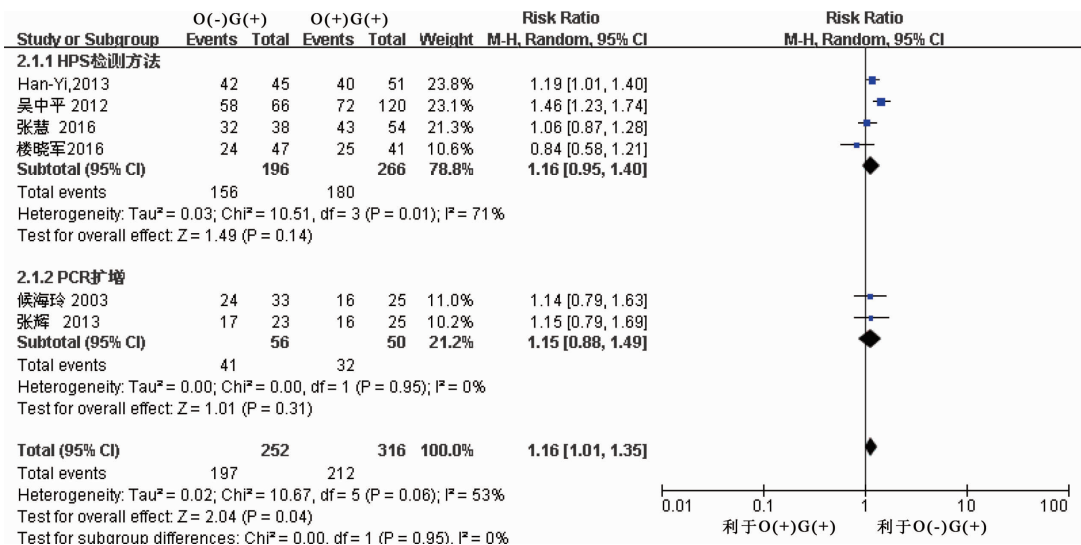 O(-)G(+) O(+)G(+) Risk Ratio Risk Ratio
Study or Subgroup Events Total Events Total Weight M-H, Random, 95% CI M-H, Random, 95% CI
2.1.1 HPS检测方法
Han-Yi,2013 42 45 40 51 23.8% 1.19 [1.01, 1.40]
吴中平 2012 58 66 72 120 23.1% 1.46 [1.23, 1.74]
张慧 2016 32 38 43 54 21.3% 1.06 [0.87, 1.28]
楼晓军2016 24 47 25 41 10.6% 0.84 [0.58, 1.21]
Subtotal (95% CI) 196 266 78.8% 1.16 [0.95, 1.40]
Total events 156 180
Heterogeneity: Tau² = 0.03; Chi² = 10.51, df = 3 (P = 0.01); I² = 71%
Test for overall effect: Z = 1.49 (P = 0.14)
2.1.2 PCR扩增
候海玲 2003 24 33 16 25 11.0% 1.14 [0.79, 1.63]
张辉 2013 17 23 16 25 10.2% 1.15 [0.79, 1.69]
Subtotal (95% CI) 56 50 21.2% 1.15 [0.88, 1.49]
Total events 41 32
Heterogeneity: Tau² = 0.00; Chi² = 0.00, df = 1 (P = 0.95); I² = 0%
Test for overall effect: Z = 1.01 (P = 0.31)
Total (95% CI) 252 316 100.0% 1.16 [1.01, 1.35]
Total events 197 212
Heterogeneity: Tau² = 0.02; Chi² = 10.67, df = 5 (P = 0.06); I² = 53%
Test for overall effect: Z = 2.04 (P = 0.04)
Test for subgroup differences: Chi² = 0.00, df = 1 (P = 0.95), I² = 0%
0.01 0.1 1 10 100
利于O(+)G(+) 利于O(-)G(+)